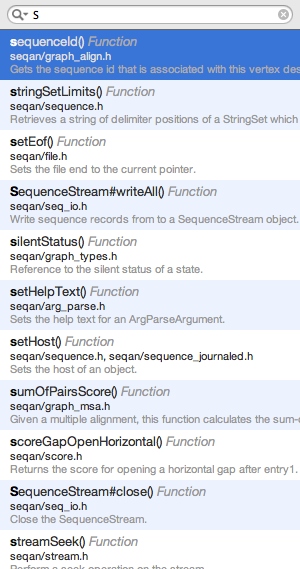 S
sequenceId() Function
seqan/graph_align.h
Gets the sequence id that is associated with this vertex des
stringSetLimits() Function
seqan/sequence.h
Retrieves a string of delimiter positions of a StringSet which
setEof() Function
seqan/file.h
Sets the file end to the current pointer.
SequenceStream#writeAll() Function
seqan/seq_io.h
Write sequence records from to a SequenceStream object.
silentStatus() Function
seqan/graph_types.h
Reference to the silent status of a state.
setHelpText() Function
seqan/arg_parse.h
Sets the help text for an ArgParseArgument.
setHost() Function
seqan/sequence.h, seqan/sequence_journaled.h
Sets the host of an object.
sumOfPairsScore() Function
seqan/graph_msa.h
Given a multiple alignment, this function calculates the sum-o
scoreGapOpenHorizontal() Function
seqan/score.h
Returns the score for opening a horizontal gap after entry1.
SequenceStream#close() Function
seqan/seq_io.h
Close the SequenceStream.
streamSeek() Function
seqan/stream.h
Perform a seek operation on the stream.